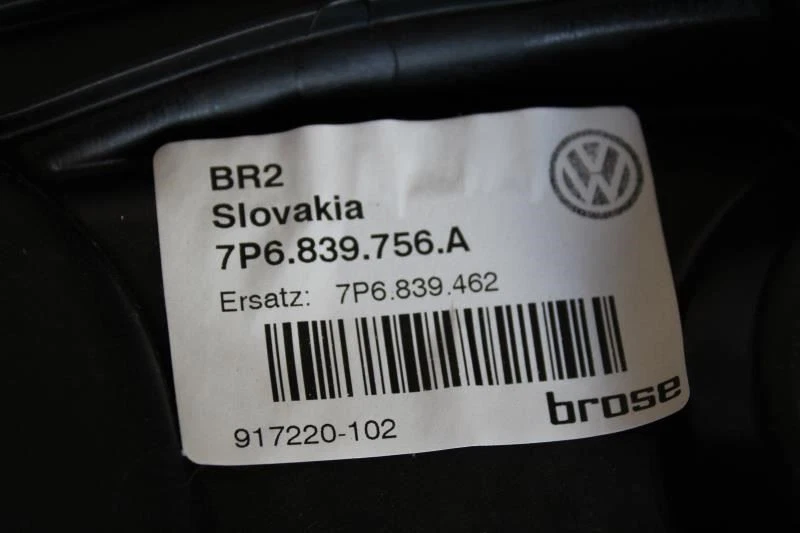 BR2
Slovakia
7P6.839.756.A
Ersatz: 7P6.839.462
917220-102
brose